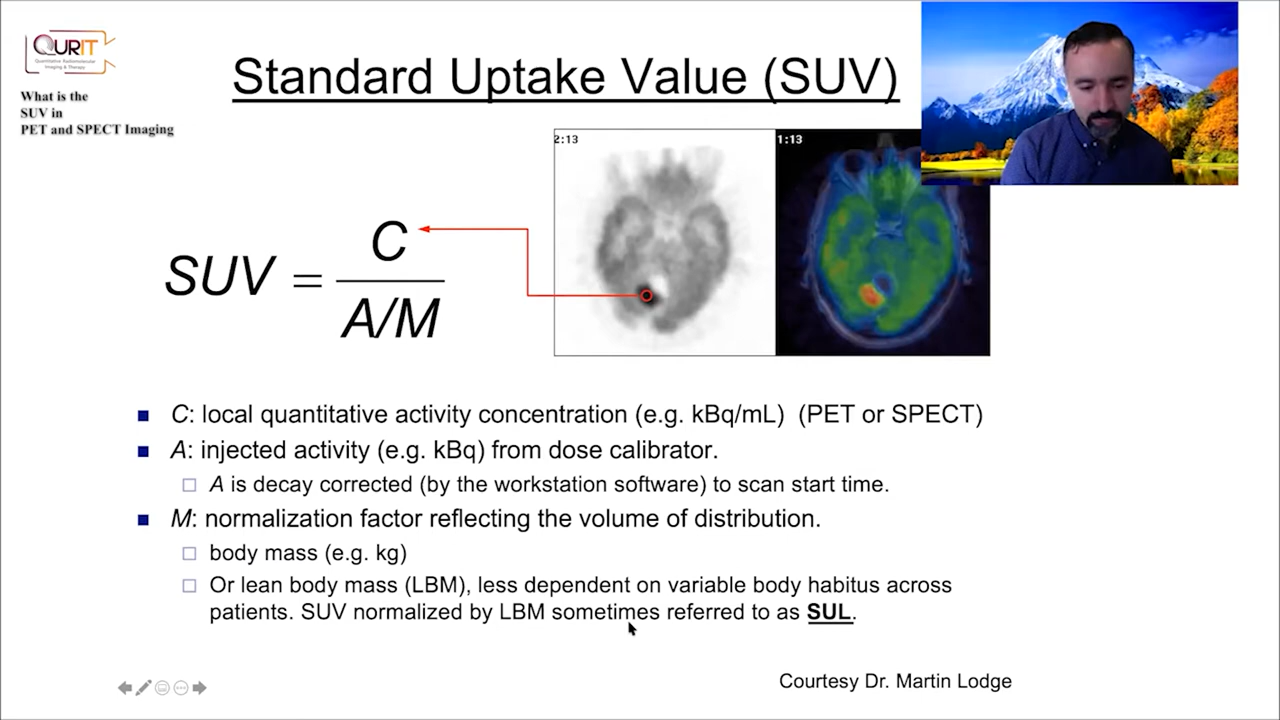 QURIT
Quantitative Radiomolecular
Imaging & Therapy
What is the
SUV in
PET and SPECT Imaging
Standard Uptake Value (SUV)
2:13
1:13
SUV = C
A/M
C: local quantitative activity concentration (e.g. kBq/mL) (PET or SPECT)
A: injected activity (e.g. kBq) from dose calibrator.
A is decay corrected (by the workstation software) to scan start time.
M: normalization factor reflecting the volume of distribution.
body mass (e.g. kg)
Or lean body mass (LBM), less dependent on variable body habitus across
patients. SUV normalized by LBM sometimes referred to as SUL.
Courtesy Dr. Martin Lodge